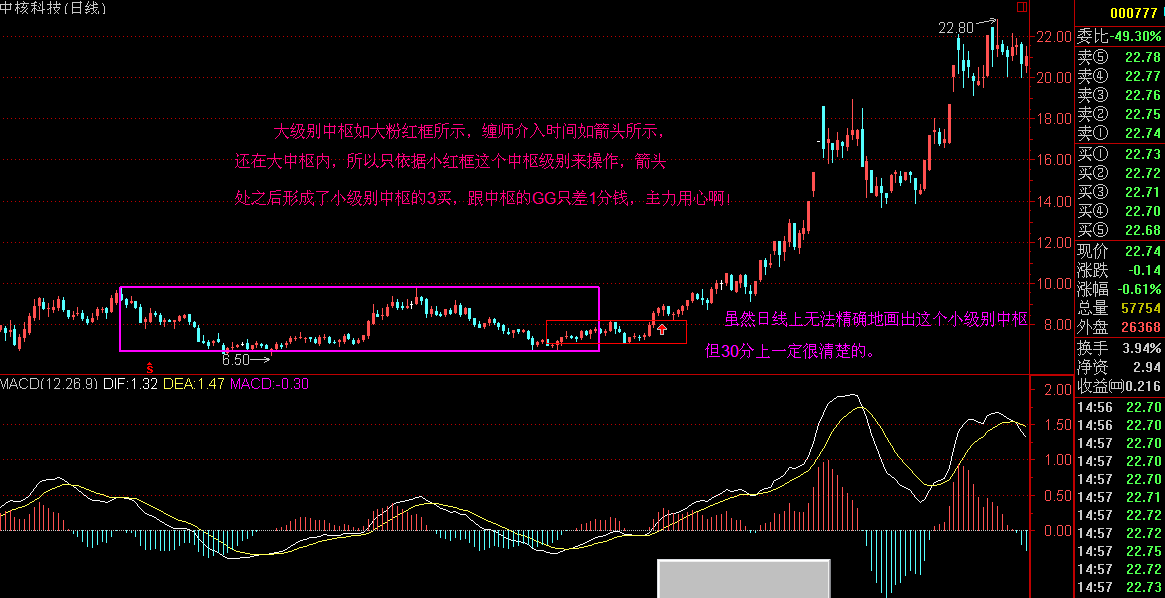 中核科技(日线)
000777
22.80
22.00
20.00
18.00
16.00
14.00
12.00
10.00
8.00
大级别中枢如大粉红框所示，缠师介入时间如箭头所示，
还在大中枢内，所以只依据小红框这个中枢级别来操作，箭头
处之后形成了小级别中枢的3买，跟中枢的GG只差1分钱，主力用心啊！
虽然日线上无法精确地画出这个小级别中枢
但30分上一定很清楚的。
6.50
S
MACD(12.26.9) DIF:1.32 DEA:1.47 MACD:-0.30
2.00
1.50
1.00
0.50
0.00
委比-49.30%
卖⑤ 22.78
卖④ 22.77
卖③ 22.76
卖② 22.75
卖① 22.74
买① 22.73
买② 22.72
买③ 22.71
买④ 22.70
买⑤ 22.68
现价 22.74
涨跌 -0.14
涨幅 -0.61%
总量 57754
外盘 26368
换手 3.94%
净资 2.94
收益㈣0.216
14:56 22.70
14:56 22.70
14:57 22.70
14:57 22.70
14:57 22.70
14:57 22.71
14:57 22.72
14:57 22.72
14:57 22.75
14:57 22.72
14:57 22.73